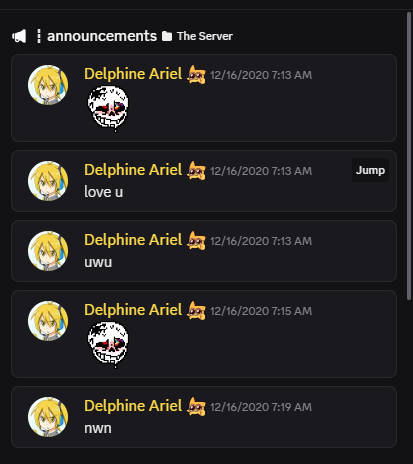 announcements The Server
Delphine Ariel 12/16/2020 7:13 AM
Delphine Ariel 12/16/2020 7:13 AM
Jump
love u
Delphine Ariel 12/16/2020 7:13 AM
uwu
Delphine Ariel 12/16/2020 7:15 AM
Delphine Ariel 12/16/2020 7:19 AM
nwn